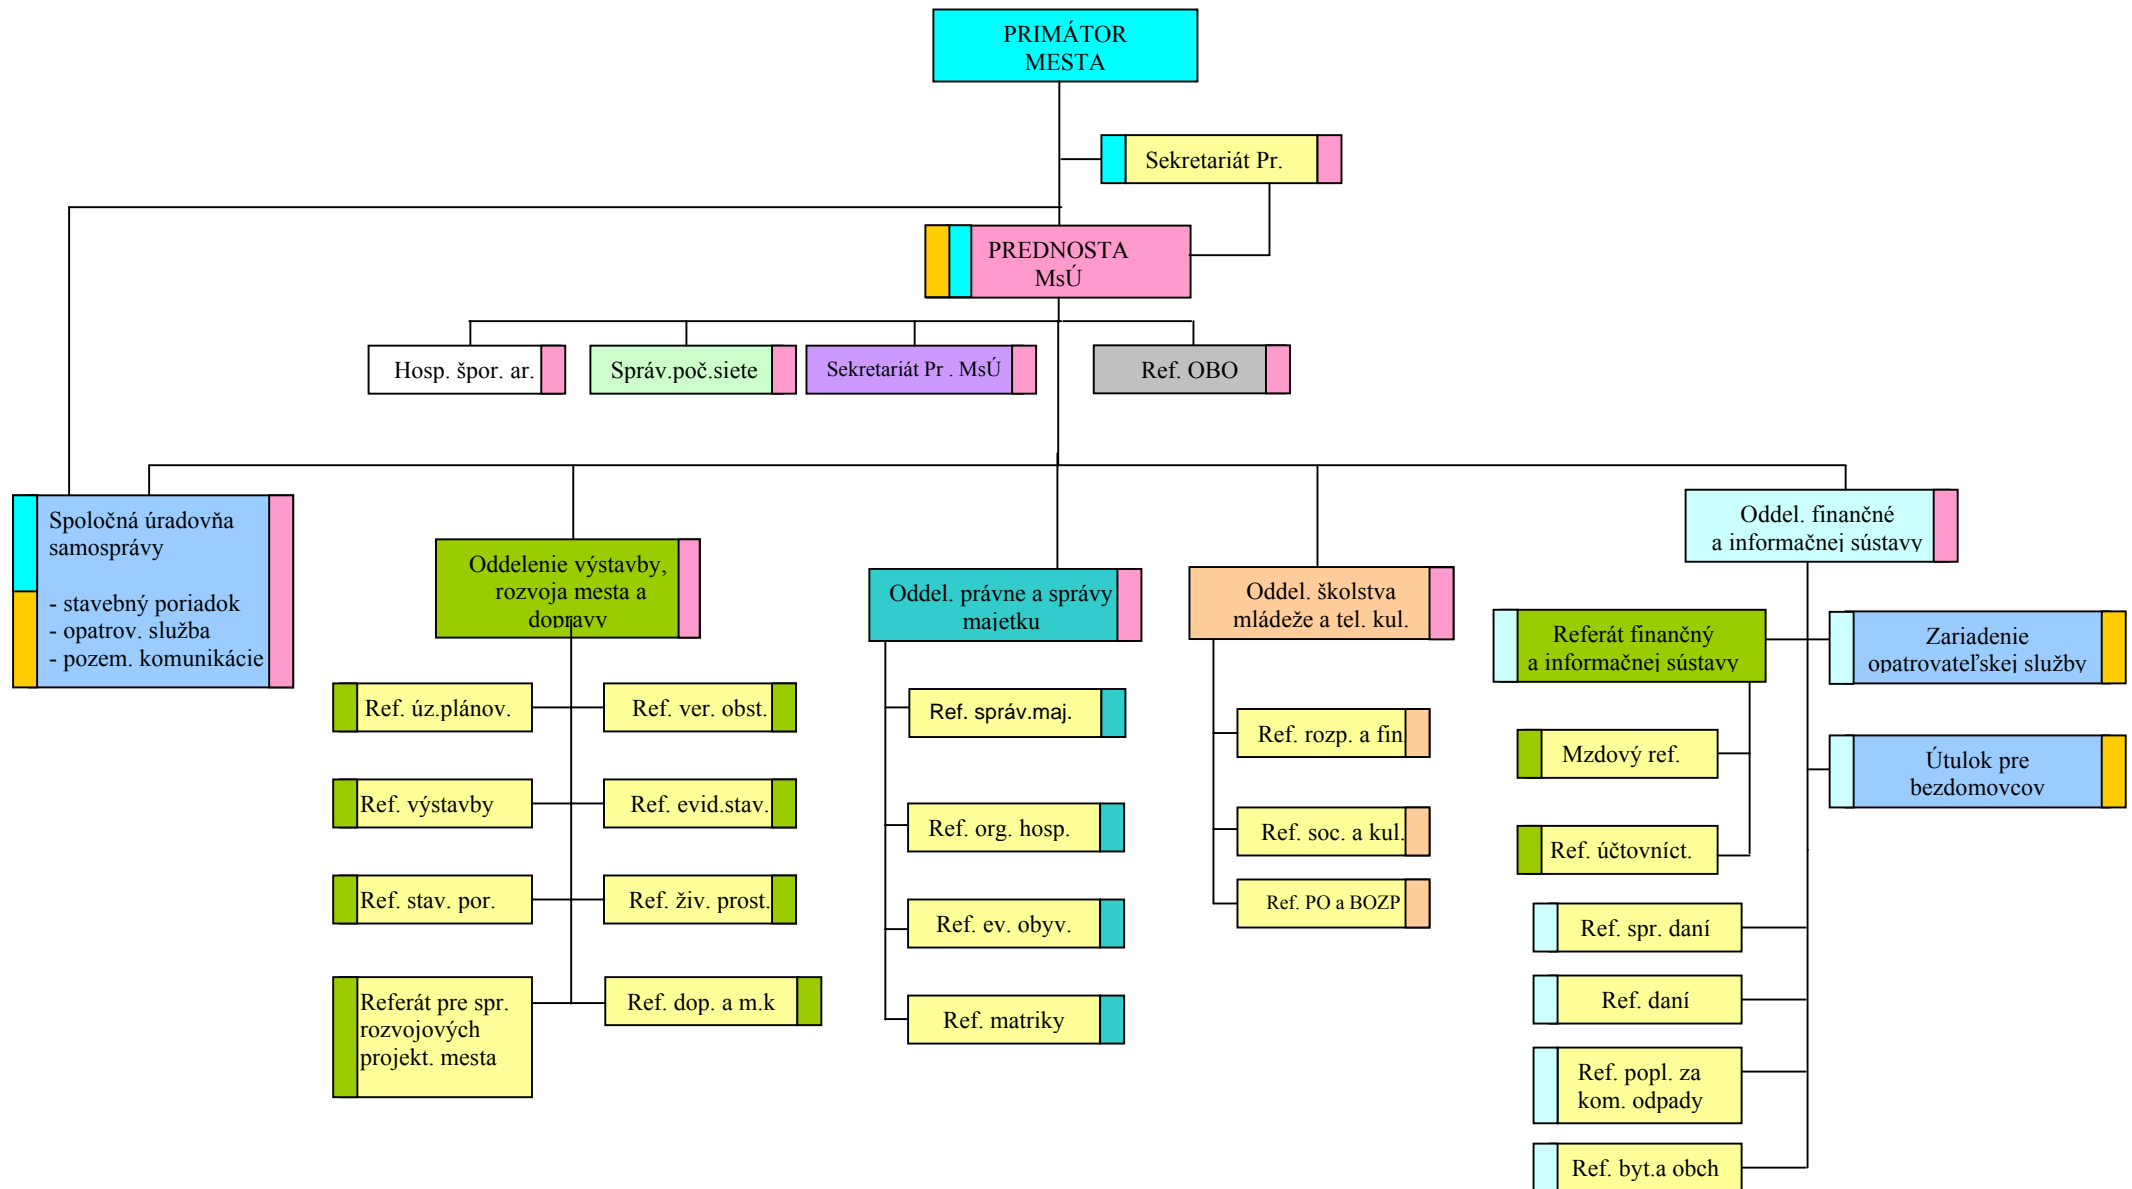 PRIMÁTOR
MESTA
Sekretariát Pr.
PREDNOSTA
MsÚ
Hosp. špor. ar.
Správ.poč.siete
Sekretariát Pr . MsÚ
Ref. OBO
Spoločná úradovňa
samosprávy
- stavebný poriadok
- opatrov. služba
- pozem. komunikácie
Oddelenie výstavby,
rozvoja mesta a
dopravy
Ref. úz.plánov.
Ref. ver. obst.
Ref. výstavby
Ref. evid.stav.
Ref. stav. por.
Ref. živ. prost.
Referát pre spr.
rozvojových
projekt. mesta
Ref. dop. a m.k
Oddel. právne a správy
majetku
Ref. správ.maj.
Ref. org. hosp.
Ref. ev. obyv.
Ref. matriky
Oddel. školstva
mládeže a tel. kul.
Ref. rozp. a fin
Ref. soc. a kul.
Ref. PO a BOZP
Oddel. finančné
a informačnej sústavy
Referát finančný
a informačnej sústavy
Zariadenie
opatrovateľskej služby
Mzdový ref.
Útulok pre
bezdomovcov
Ref. účtovníct.
Ref. spr. daní
Ref. daní
Ref. popl. za
kom. odpady
Ref. byt.a obch